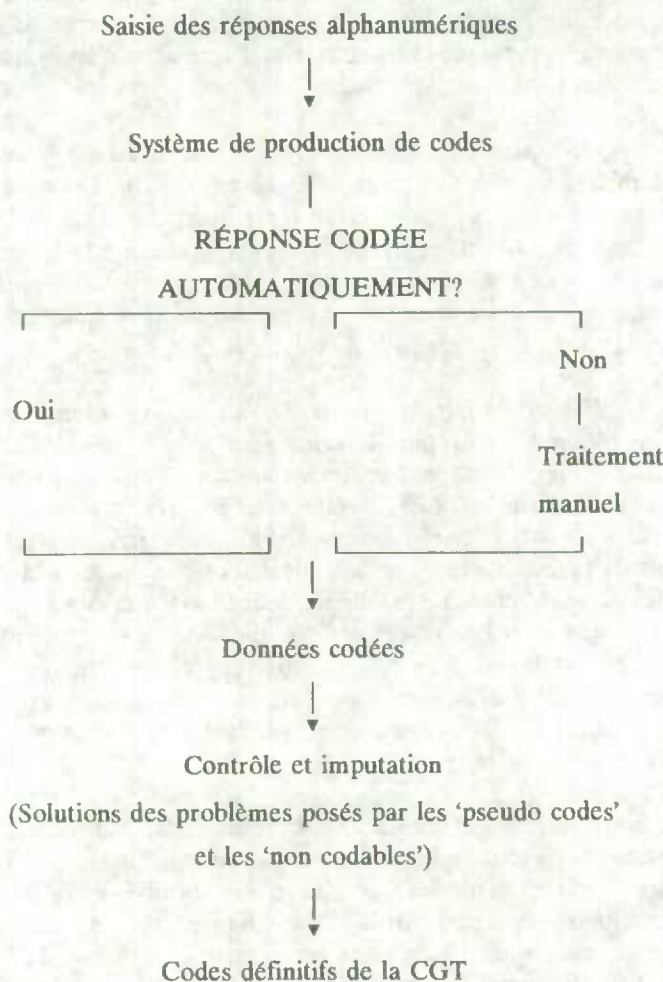 Saisie des réponses alphanumériques
Système de production de codes
RÉPONSE CODÉE
AUTOMATIQUEMENT?
Non
Oui
Traitement
manuel
Données codées
Contrôle et imputation
(Solutions des problèmes posés par les 'pseudo codes'
et les 'non codables')
Codes définitifs de la CGT